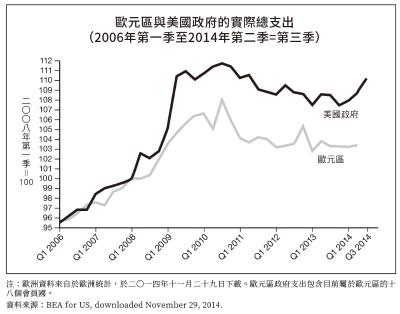 歐元區與美國政府的實際總支出
（2006年第一季至2014年第二季=第三季）
二〇〇八年第一季=100
112
111
110
109
108
107
106
105
104
103
102
101
100
99
98
97
96
95
美國政府
歐元區
Q1 2006
Q1 2007
Q1 2008
Q1 2009
Q1 2010
Q1 2011
Q1 2012
Q1 2013
Q1 2014
Q3 2014
注：歐洲資料來自於歐洲統計，於二〇一四年十一月二十九日下載。歐元區政府支出包含目前屬於歐元區的十
八個會員國。
資料來源：BEA for US, downloaded November 29, 2014.